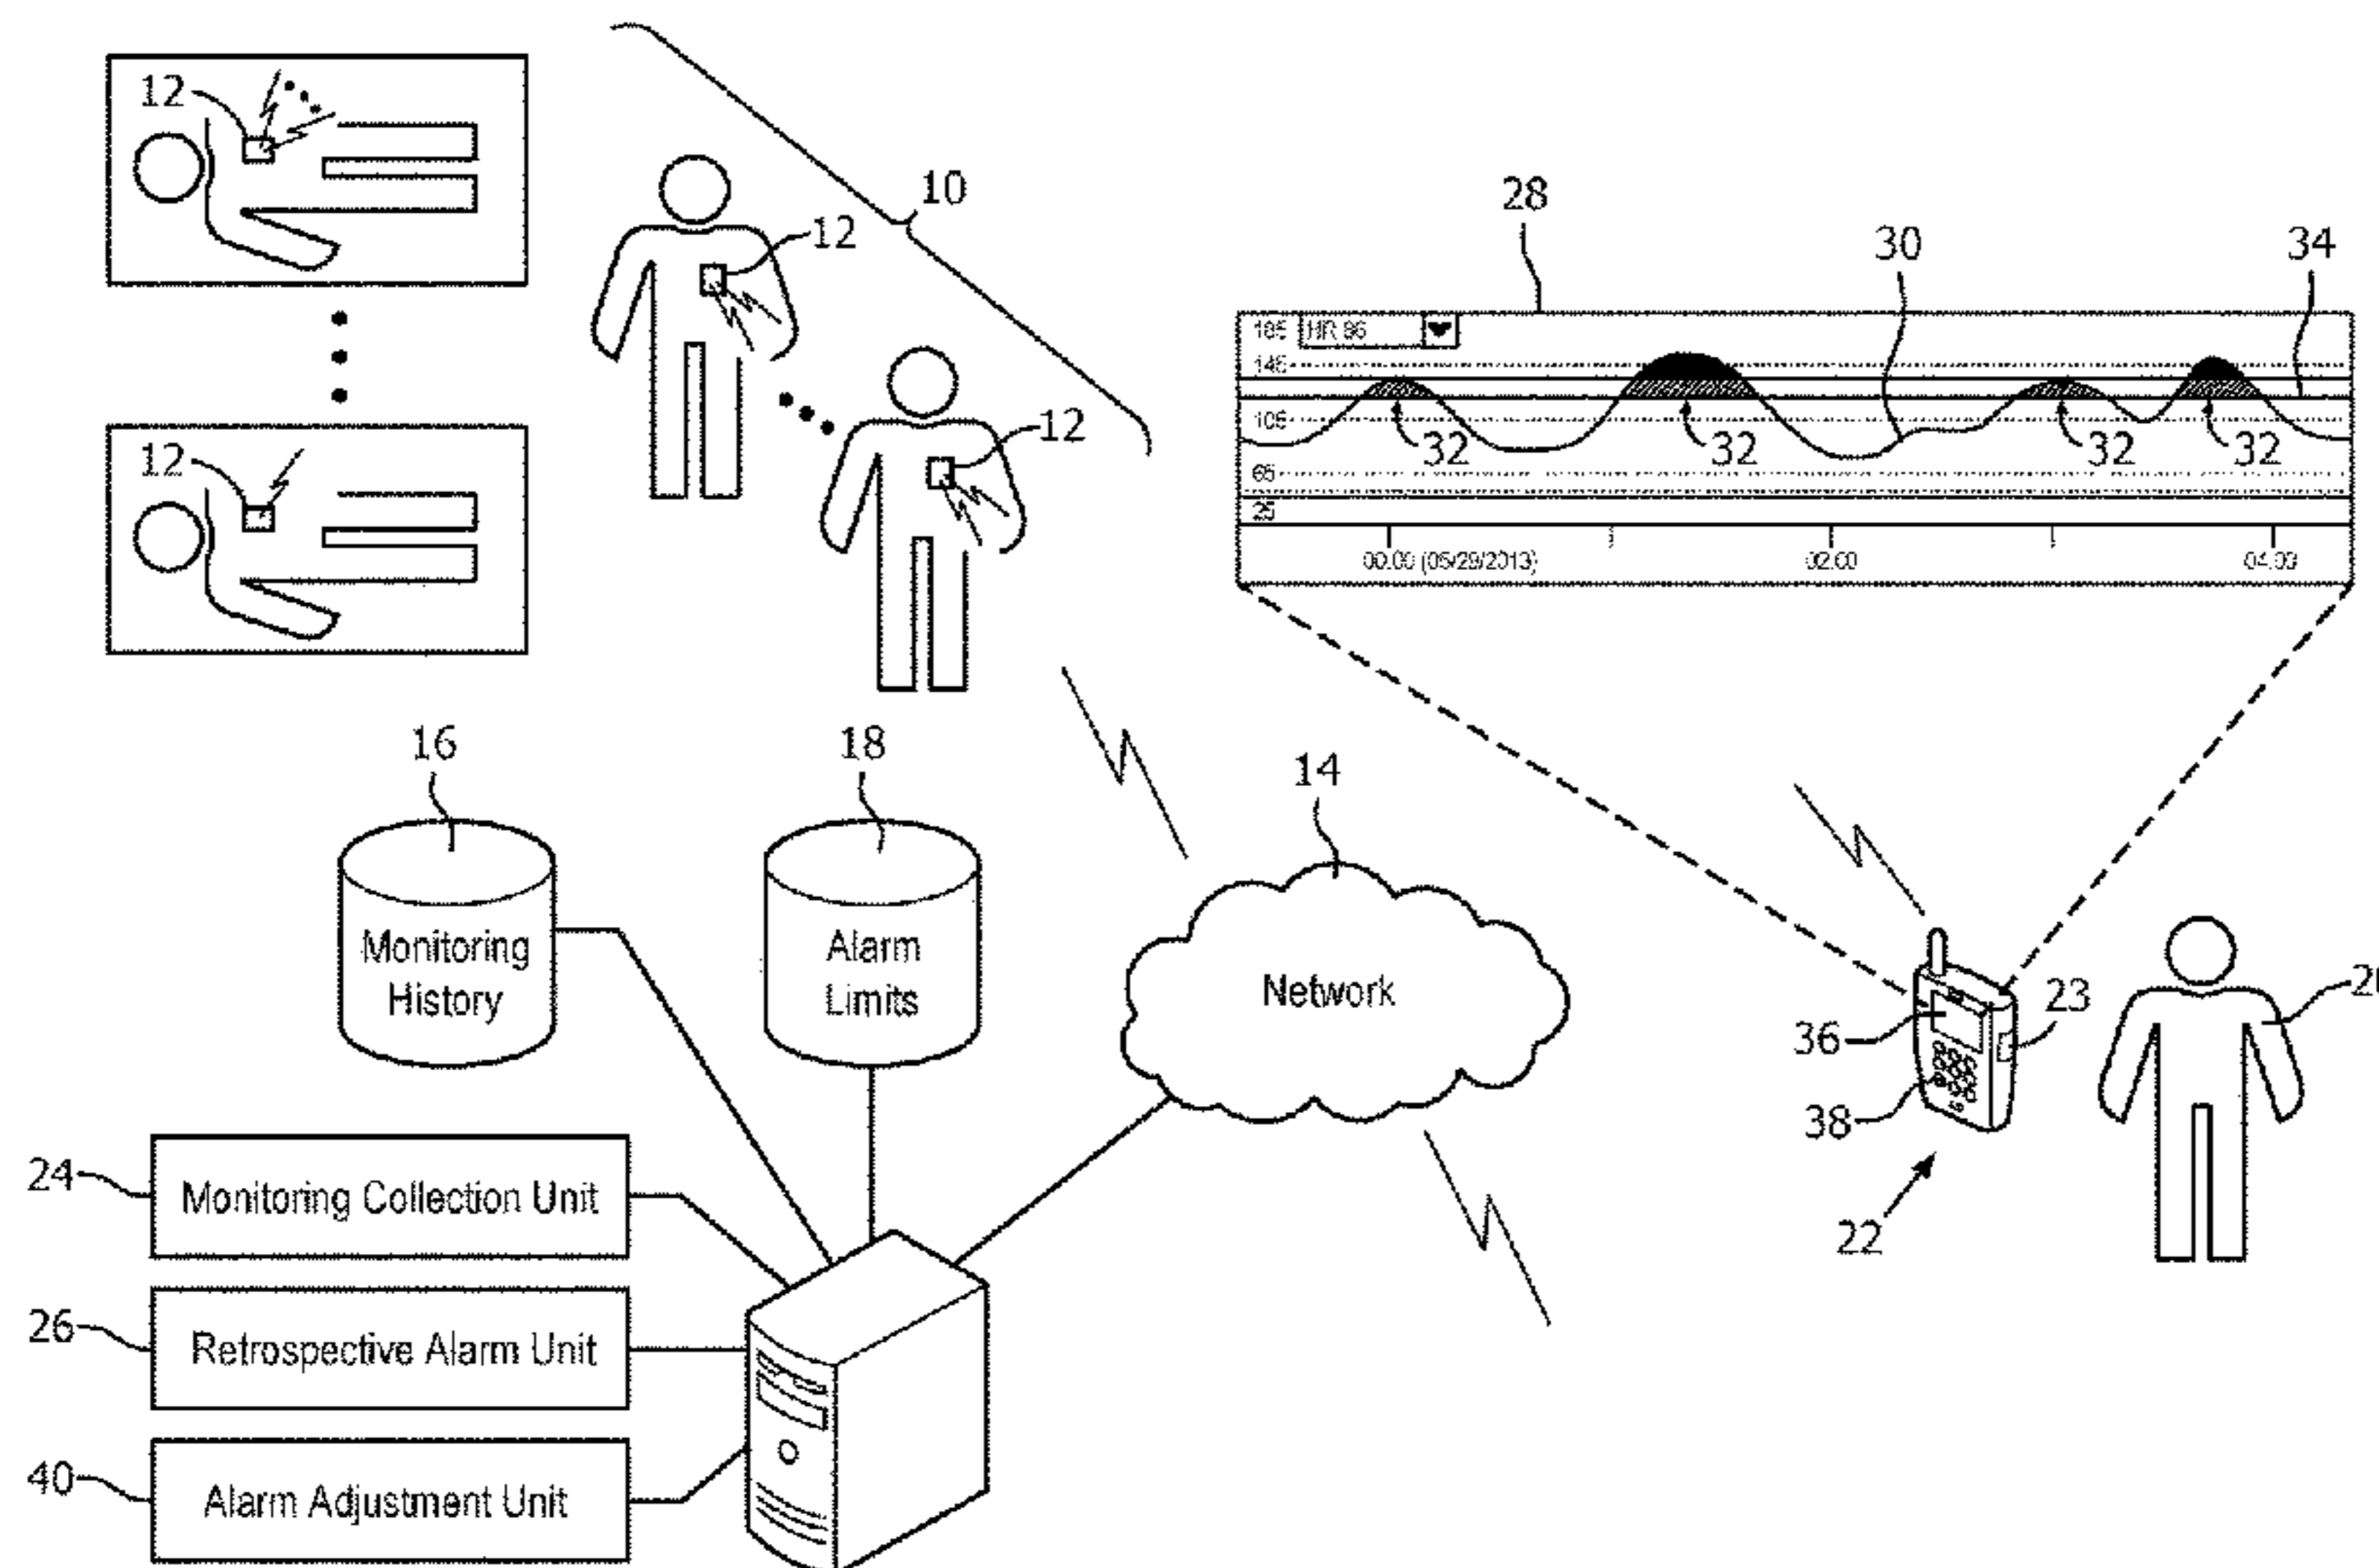 12
10
12
12
12
28
30
34
185 HR 86
145
105
32 32 32 32
65
25
00:00 (05/29/2013) 02:00 04:00
16
18
14
Monitoring
History
Alarm
Limits
Network
36
23
38
22
24
Monitoring Collection Unit
26
Retrospective Alarm Unit
40
Alarm Adjustment Unit